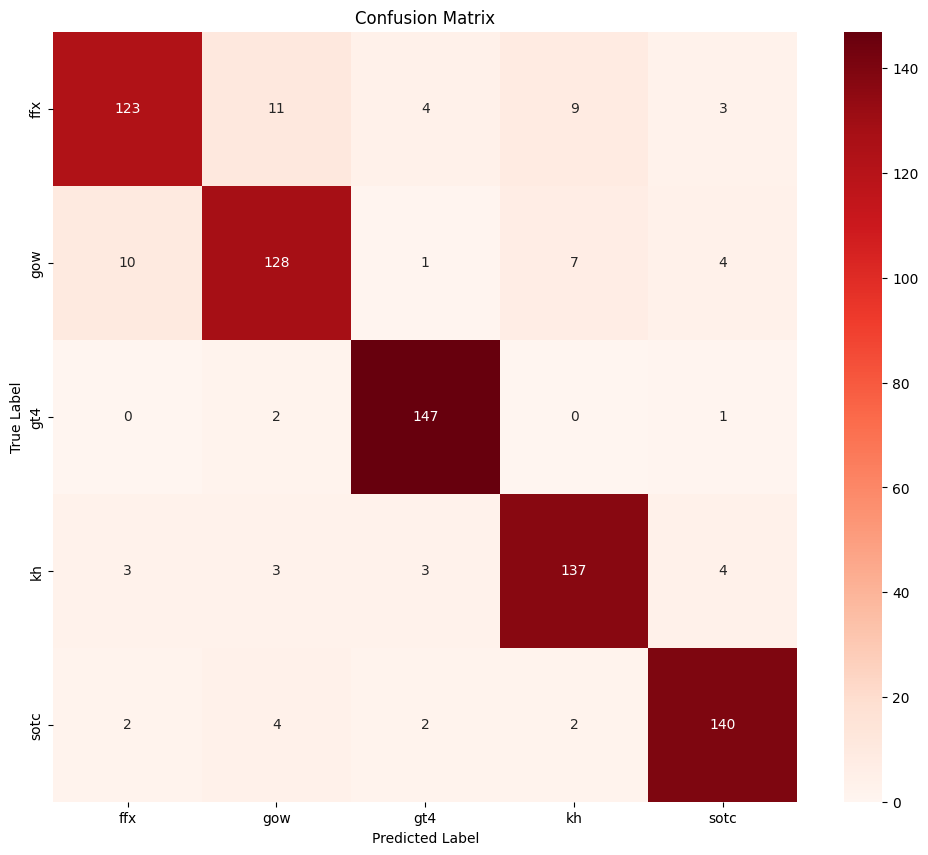 Confusion Matrix
ffx 123 11 4 9 3
gow 10 128 1 7 4
gt4 0 2 147 0 1
kh 3 3 3 137 4
sotc 2 4 2 2 140
ffx gow gt4 kh sotc
True Label
Predicted Label
140
120
100
80
60
40
20
0